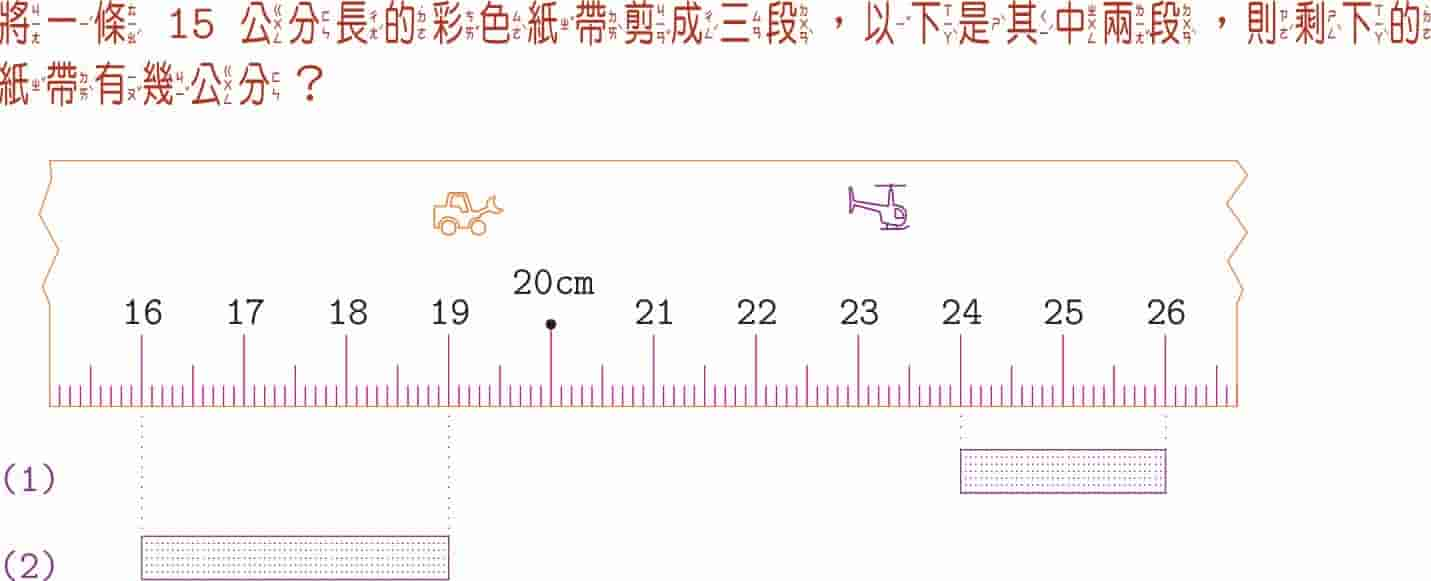 將一條 15 公分長的彩色紙帶剪成三段，以下是其中兩段，則剩下的
紙帶有幾公分？
20cm
16 17 18 19 21 22 23 24 25 26
(1)
(2)